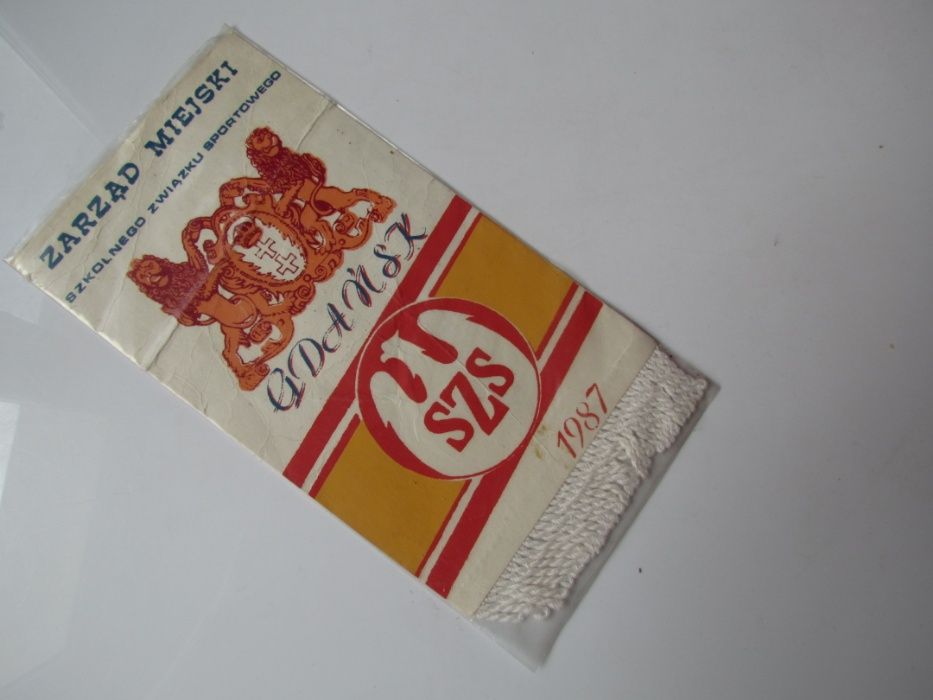 ZARZĄD MIEJSKI
SZKOLNEGO ZWIĄZKU SPORTOWEGO
GDAŃSK
SZS
1987